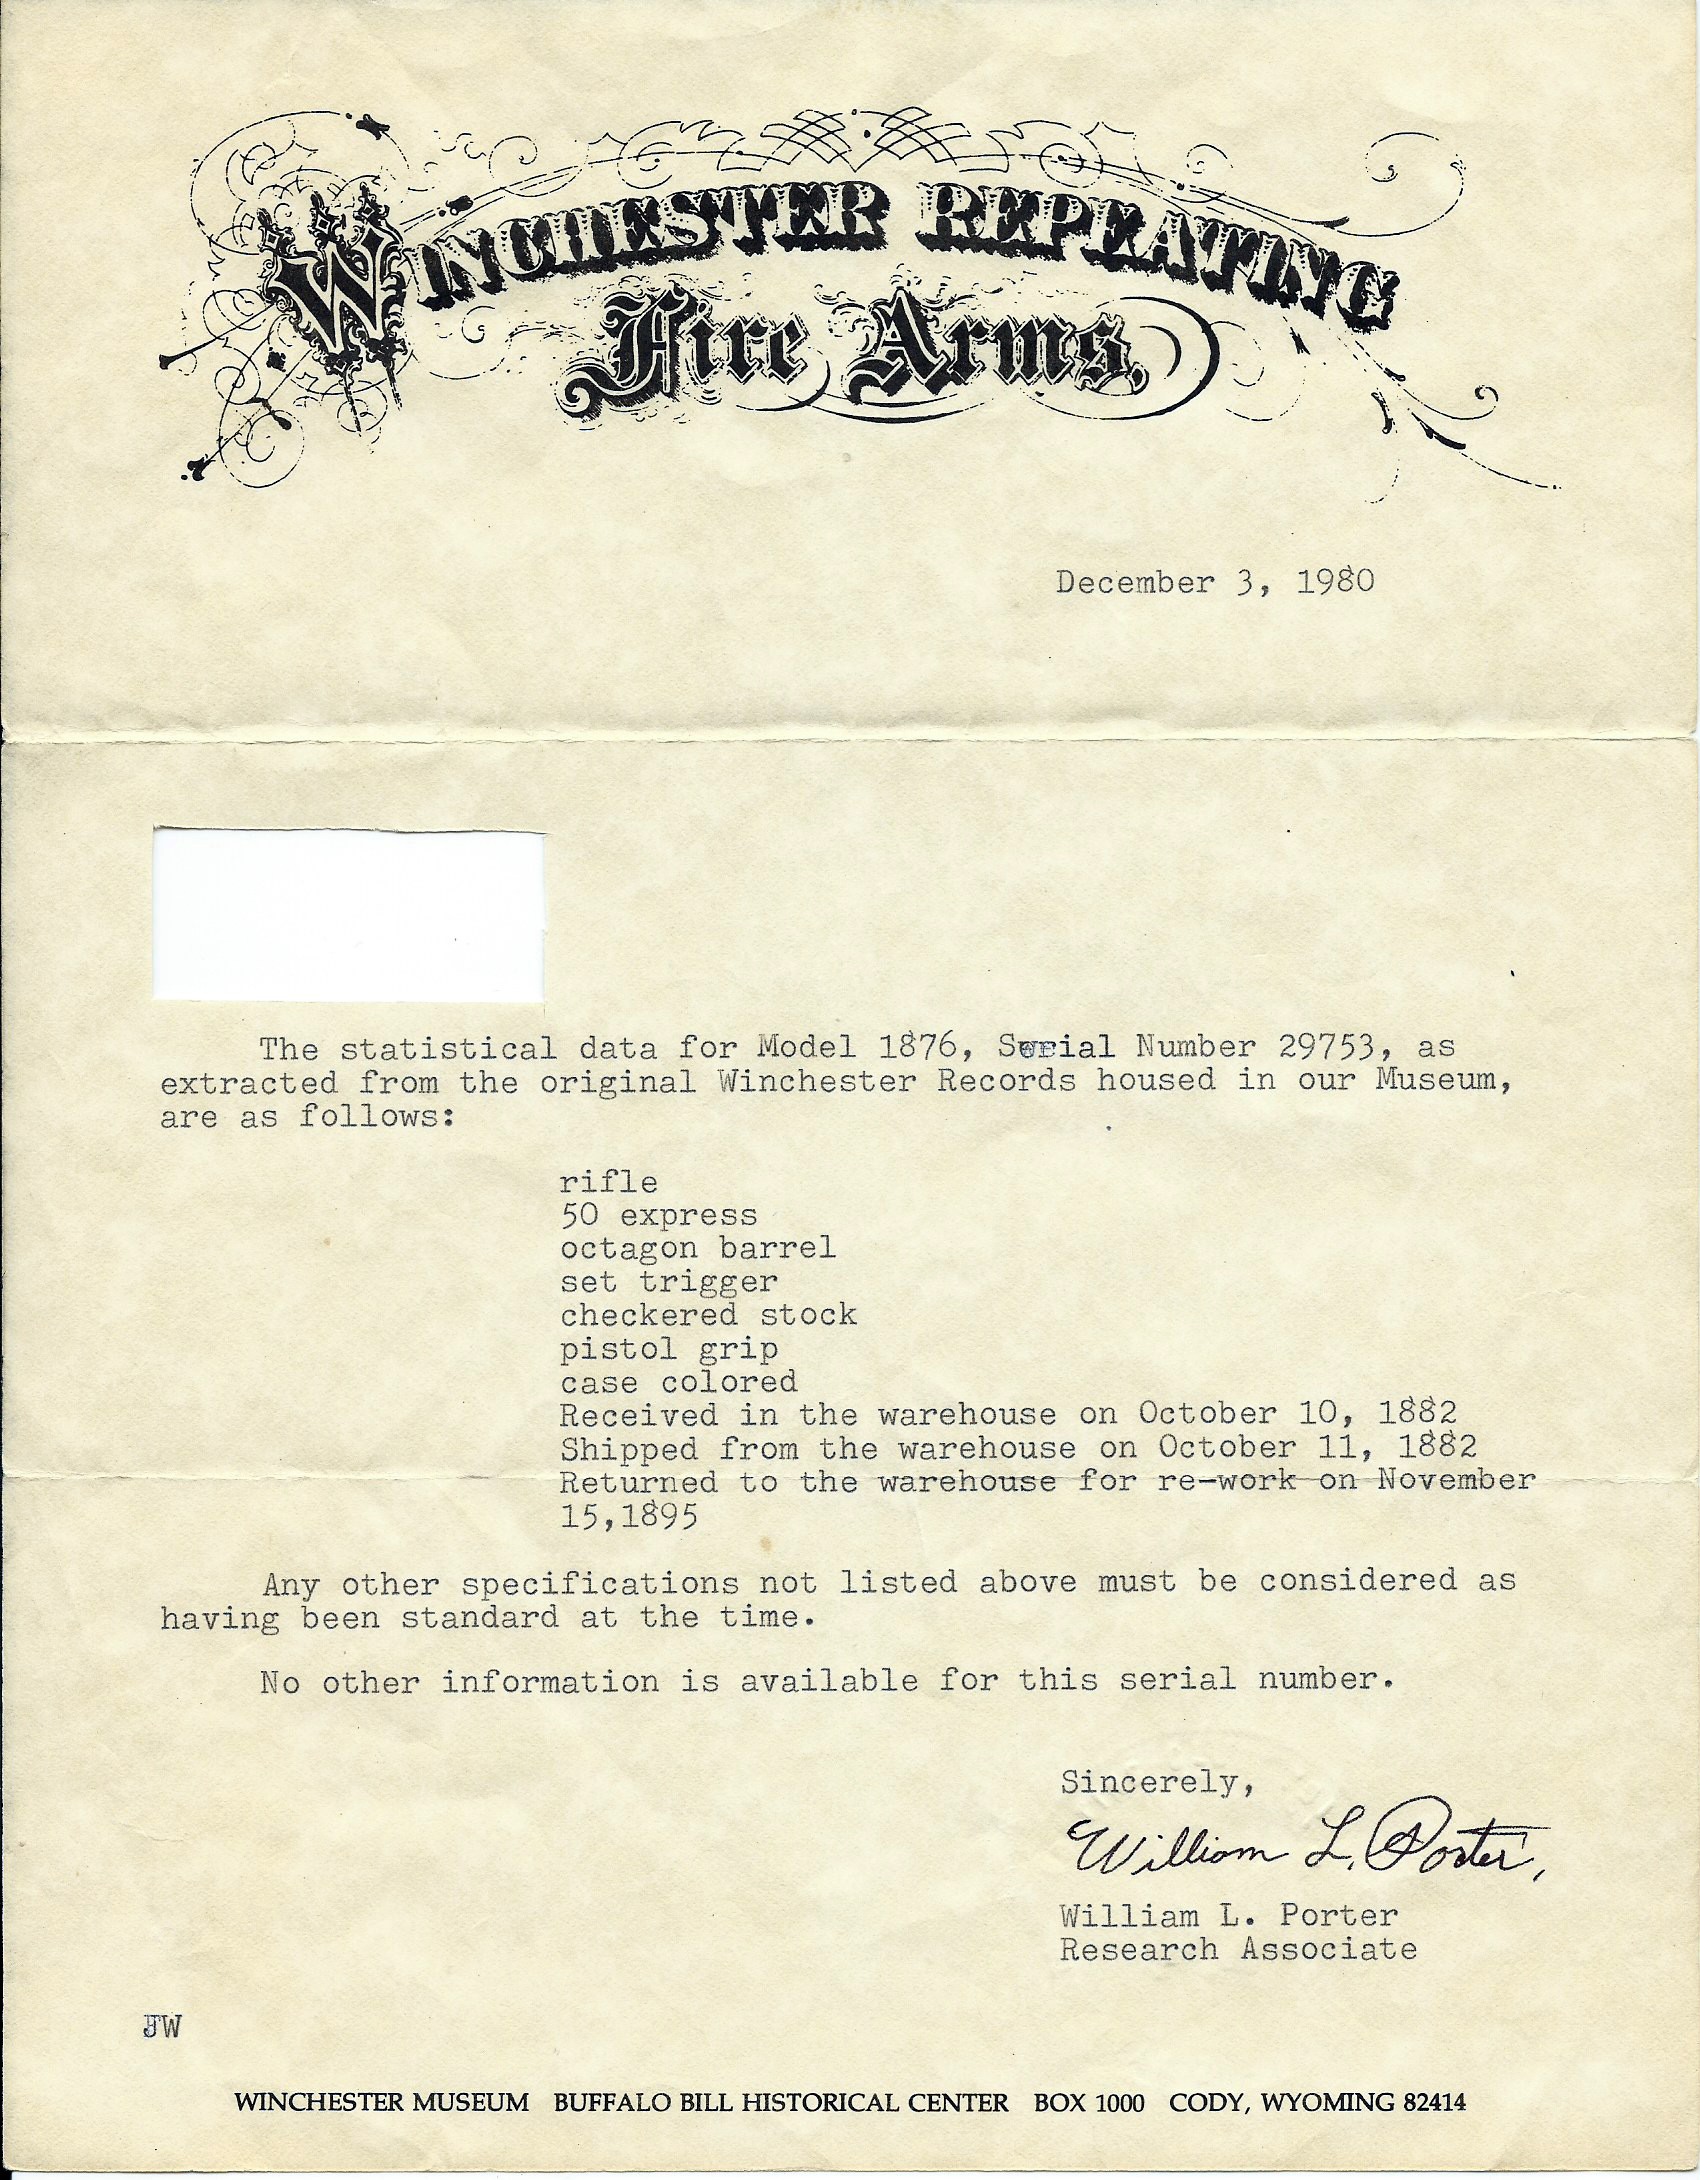 WINCHESTER REPEATING
Fire Arms,
December 3, 1980
The statistical data for Model 1876, Serial Number 29753, as
extracted from the original Winchester Records housed in our Museum,
are as follows:
rifle
50 express
octagon barrel
set trigger
checkered stock
pistol grip
case colored
Received in the warehouse on October 10, 1882
Shipped from the warehouse on October 11, 1882
Returned to the warehouse for re-work on November
15,1895
Any other specifications not listed above must be considered as
having been standard at the time.
No other information is available for this serial number.
Sincerely,
William L. Porter,
William L. Porter
Research Associate
JW
WINCHESTER MUSEUM BUFFALO BILL HISTORICAL CENTER BOX 1000 CODY, WYOMING 82414